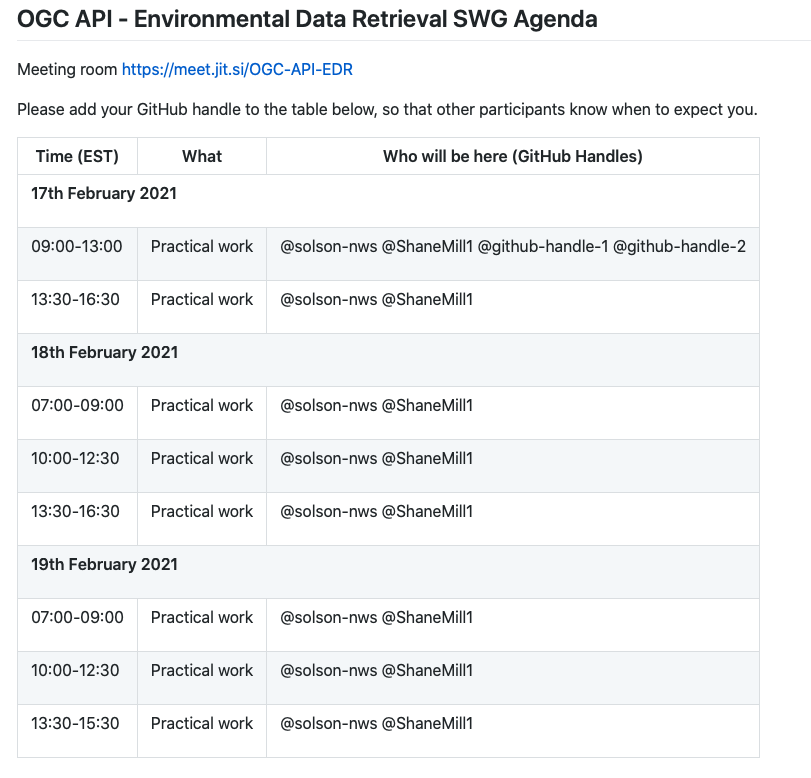 OGC API - Environmental Data Retrieval SWG Agenda
Meeting room https://meet.jit.si/OGC-API-EDR
Please add your GitHub handle to the table below, so that other participants know when to expect you.
Time (EST) What Who will be here (GitHub Handles)
17th February 2021
09:00-13:00 Practical work @solson-nws @ShaneMill1 @github-handle-1 @github-handle-2
13:30-16:30 Practical work @solson-nws @ShaneMill1
18th February 2021
07:00-09:00 Practical work @solson-nws @ShaneMill1
10:00-12:30 Practical work @solson-nws @ShaneMill1
13:30-16:30 Practical work @solson-nws @ShaneMill1
19th February 2021
07:00-09:00 Practical work @solson-nws @ShaneMill1
10:00-12:30 Practical work @solson-nws @ShaneMill1
13:30-15:30 Practical work @solson-nws @ShaneMill1